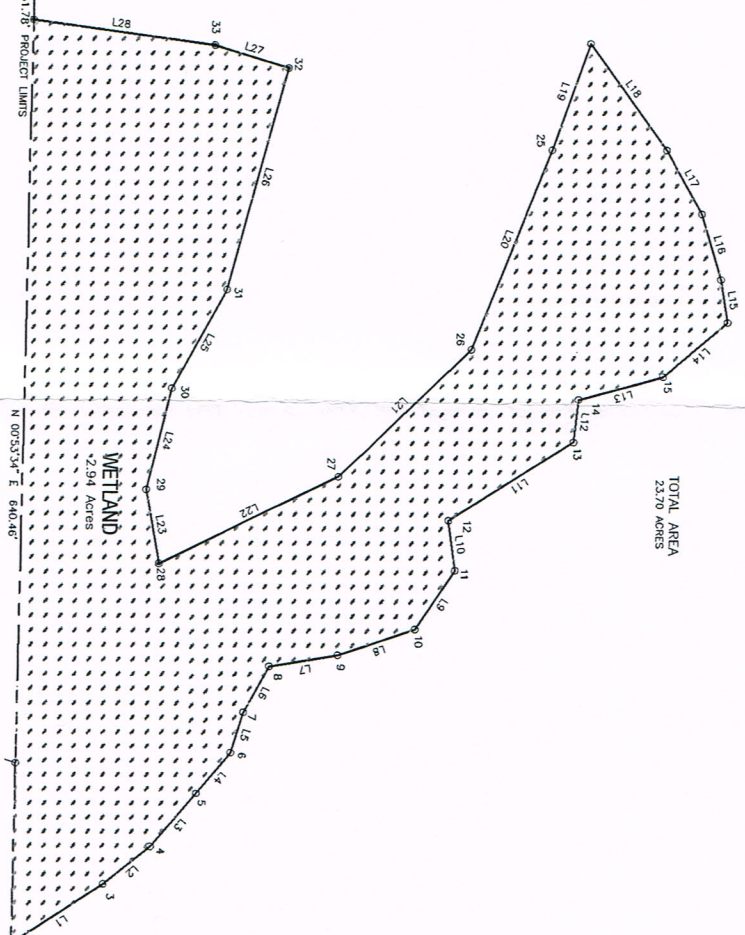 TOTAL AREA
23.70 ACRES
WETLAND
2.94 Acres
N 00°53'34" E 640.46'
1.78' PROJECT LIMITS
L1
3
L2
4
L3
5
L4
6
L5
7
L6
8
L7
9
L8
10
L9
11
L10
12
L11
13
L12
14
L13
15
L14
L15
L16
L17
L18
L19
25
L20
26
L21
27
L22
28
L23
29
L24
30
L25
31
L26
32
L27
33
L28